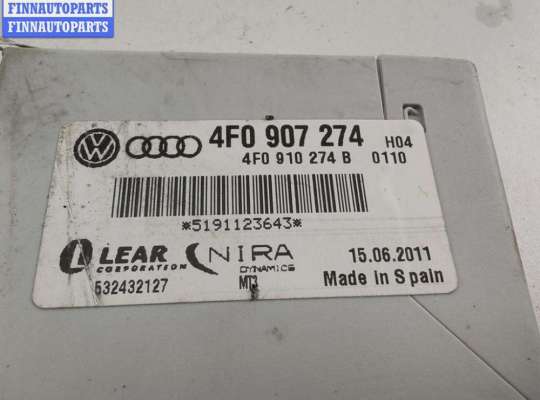 FINNAUTOPARTS
FINNAUTOPARTS
4F0 907 274 H04
4F0 910 274 B 0110
*5191123643*
LEAR CORPORATION NIRA DYNAMICS 15.06.2011
532432127 Made in Spain